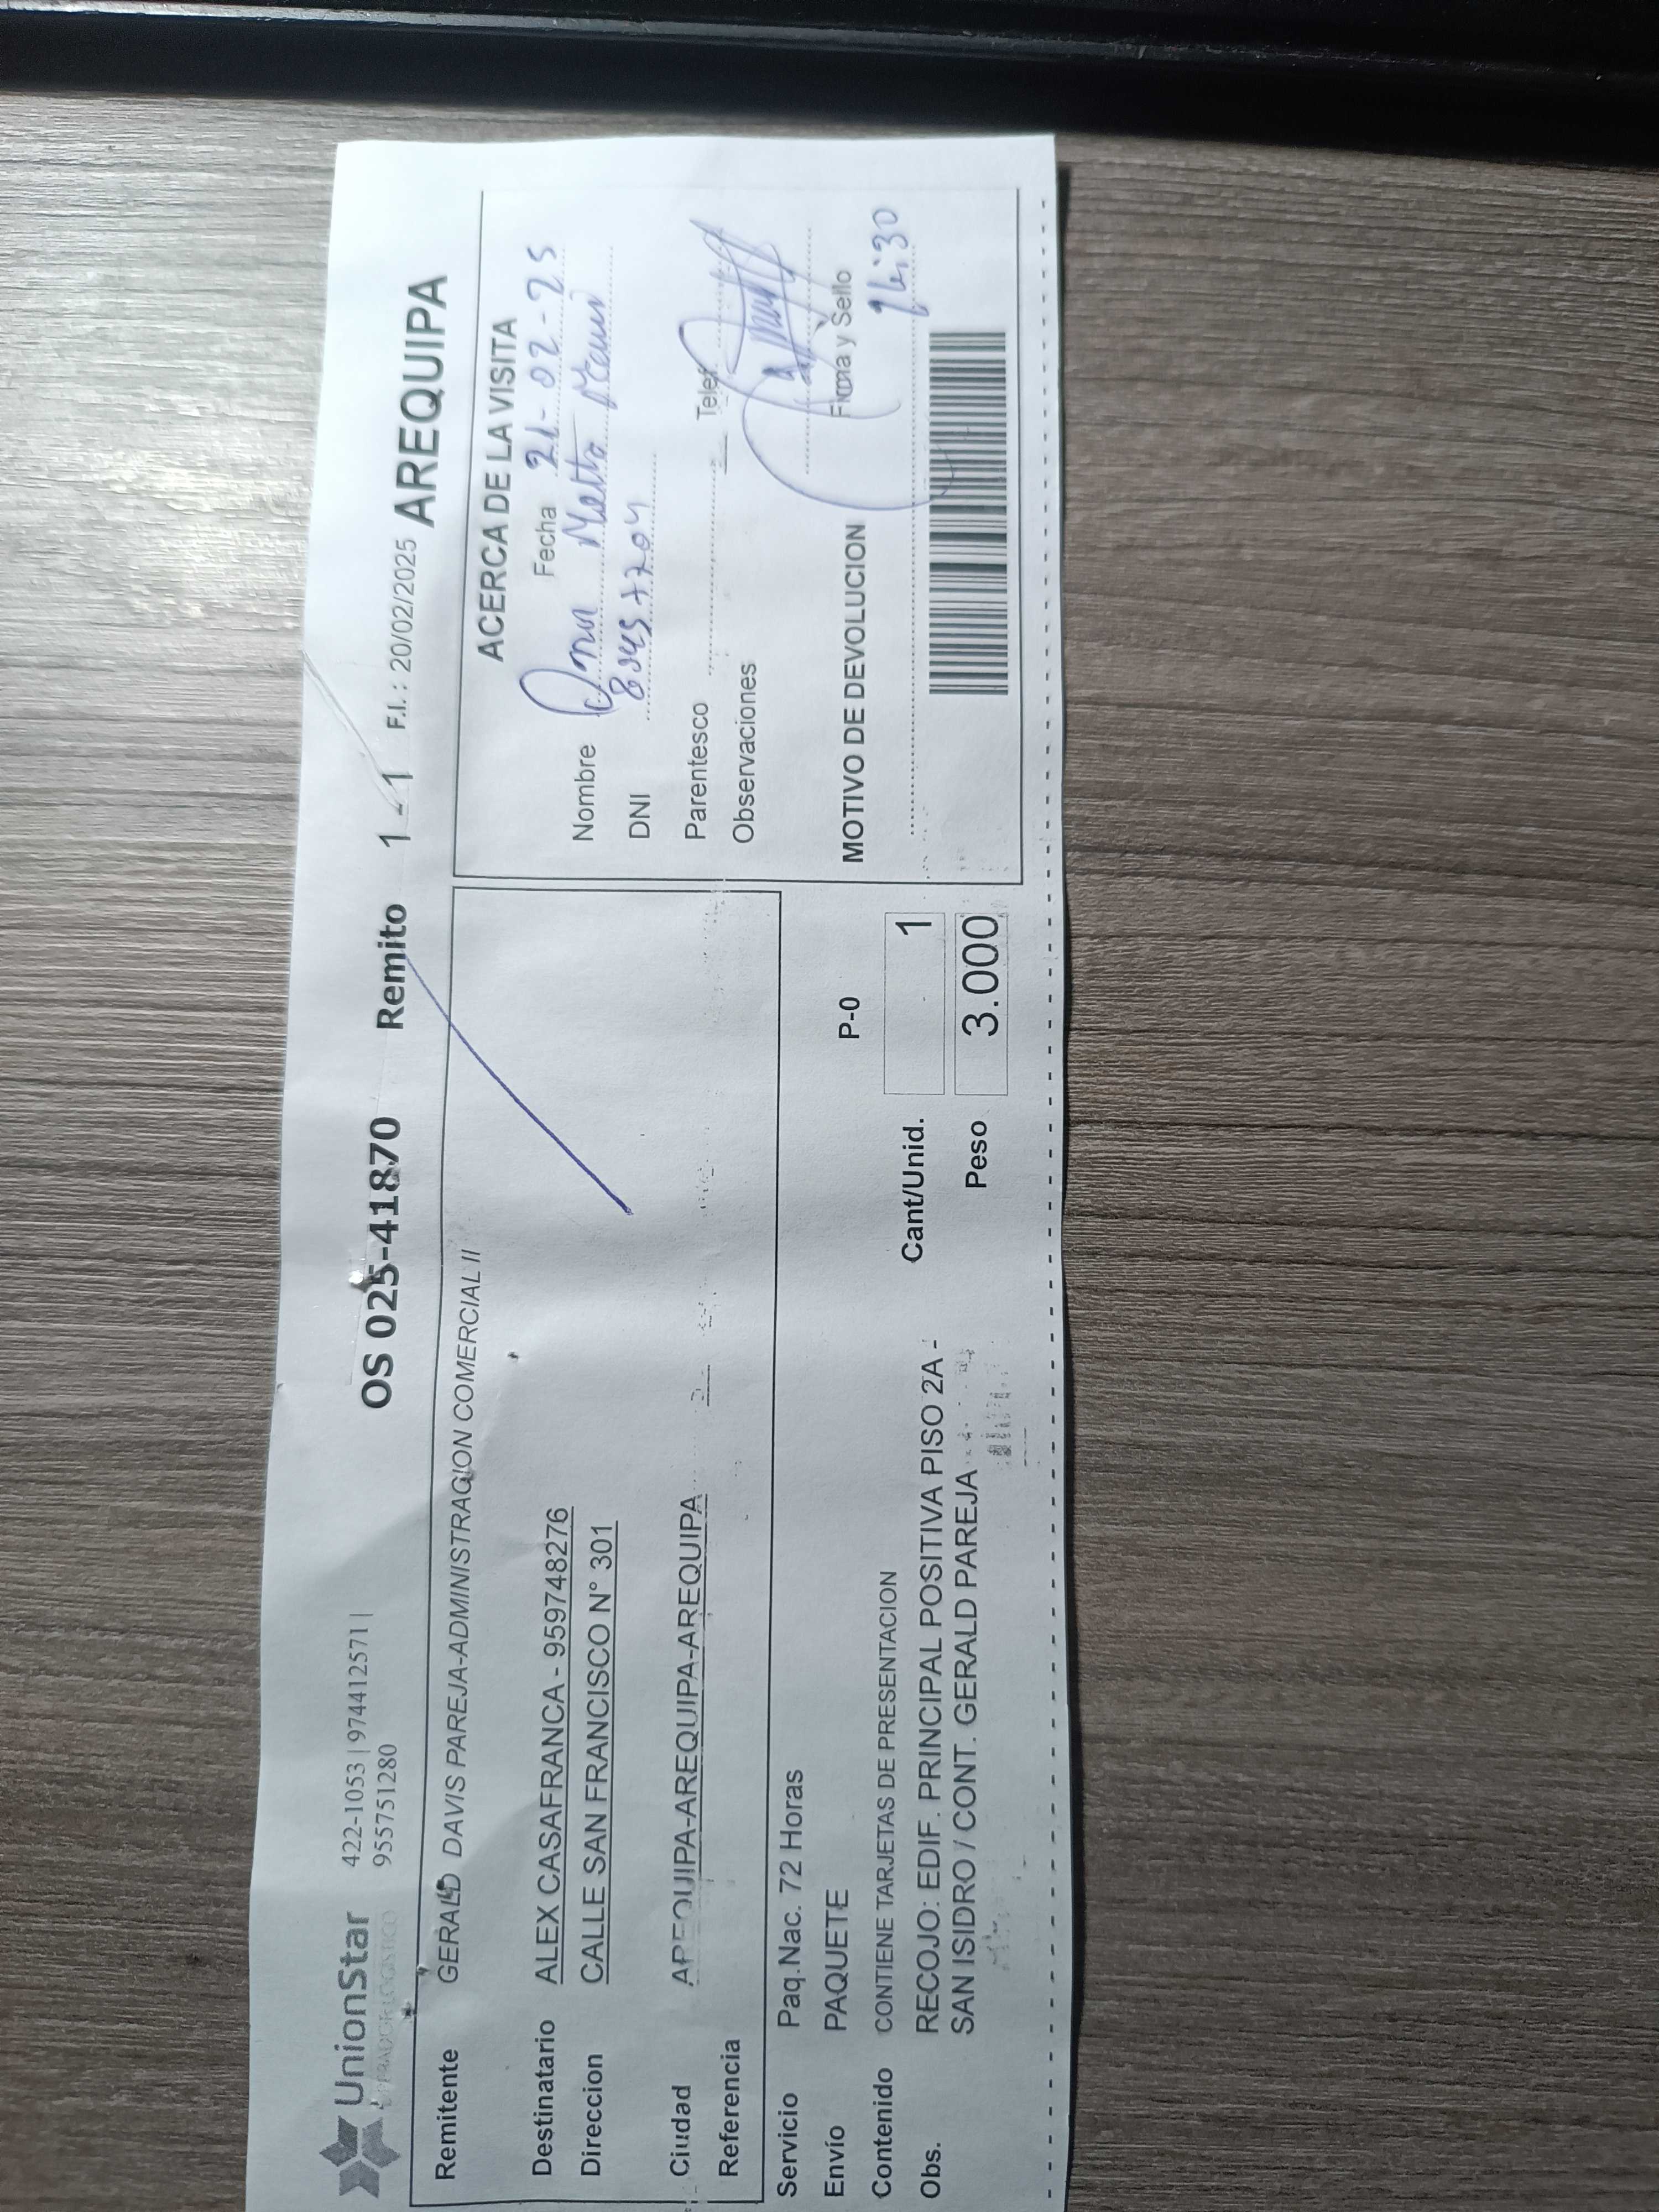 UnionStar 422-1053 | 974412571 |
OPERADOR LOGISTICO 955751280
OS 025-41870 Remito 1 - 1 F.I.: 20/02/2025 AREQUIPA
Remitente GERALD DAVIS PAREJA-ADMINISTRACION COMERCIAL II
Destinatario ALEX CASAFRANCA - 959748276
Direccion CALLE SAN FRANCISCO N° 301
Ciudad AREQUIPA-AREQUIPA-AREQUIPA
Referencia
Servicio Paq.Nac. 72 Horas
Envío PAQUETE P-0
Contenido CONTIENE TARJETAS DE PRESENTACION
Obs. RECOJO: EDIF. PRINCIPAL POSITIVA PISO 2A -
SAN ISIDRO / CONT. GERALD PAREJA
Cant/Unid. 1
Peso 3.000
ACERCA DE LA VISITA
Fecha 21-02-25
Nombre
DNI
Parentesco Telef.
Observaciones
Firma y Sello
MOTIVO DE DEVOLUCION